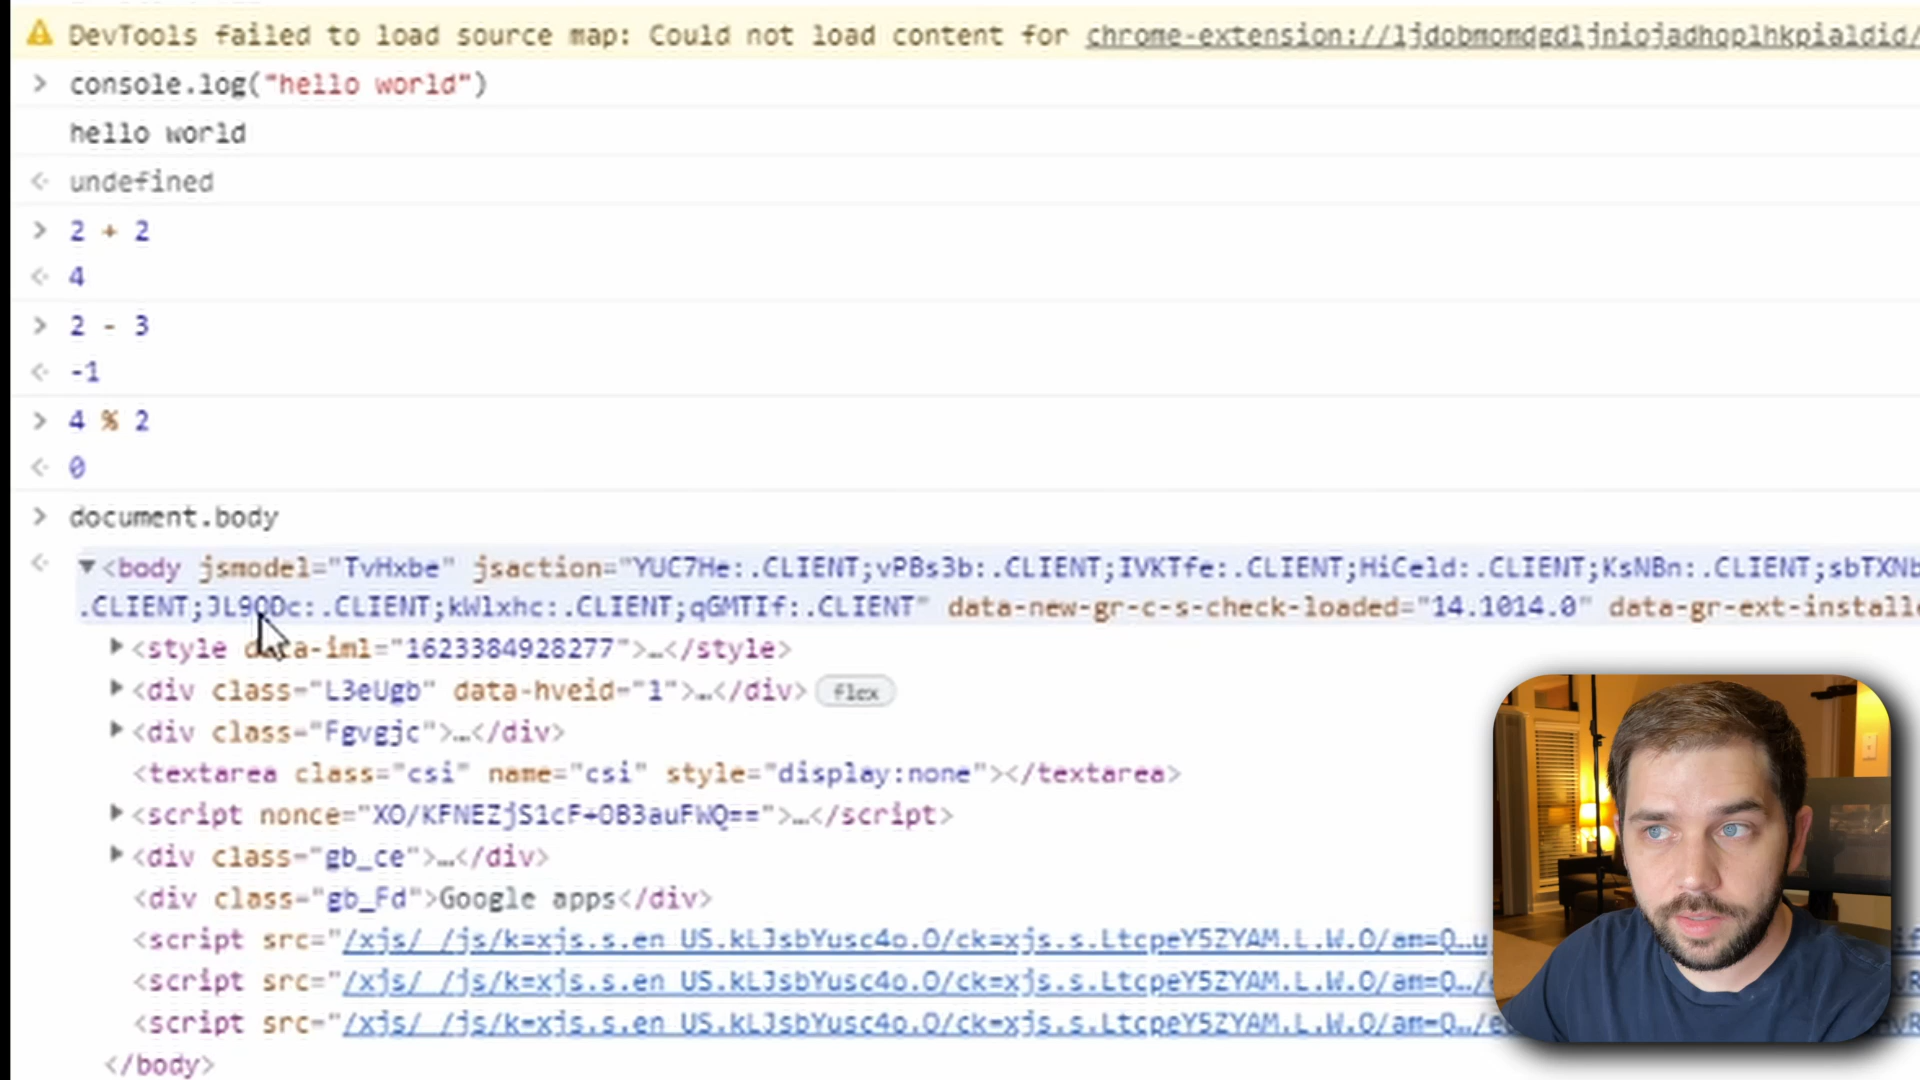 DevTools failed to load source map: Could not load content for chrome-extension://ljdobmomdgdljniojadhoplhkpialdid/
> console.log("hello world")
hello world
undefined
> 2 + 2
4
> 2 - 3
-1
> 4 % 2
0
> document.body
▼<body jsmodel="TvHxbe" jsaction="YUC7He:.CLIENT;vPBs3b:.CLIENT;IVKTfe:.CLIENT;HiCeld:.CLIENT;KsNBn:.CLIENT;sbTXNb
.CLIENT;JL9QDc:.CLIENT;kWlxhc:.CLIENT;qGMTIf:.CLIENT" data-new-gr-c-s-check-loaded="14.1014.0"
▶<style data-iml="1623384928277">…</style>
▶<div class="L3eUgb" data-hveid="1">…</div> flex
▶<div class="Fgvgjc">…</div>
<textarea class="csi" name="csi" style="display:none"></textarea>
▶<script nonce="XO/KFNEZjS1cF+OB3auFWQ==">…</script>
▶<div class="gb_ce">…</div>
<div class="gb_Fd">Google apps</div>
<script src="/xjs/_/js/k=xjs.s.en_US.kLJsbYusc4o.O/ck=xjs.s.LtcpeY5ZYAM.L.W.O/am=Q…
<script src="/xjs/_/js/k=xjs.s.en_US.kLJsbYusc4o.O/ck=xjs.s.LtcpeY5ZYAM.L.W.O/am=Q…
<script src="/xjs/_/js/k=xjs.s.en_US.kLJsbYusc4o.O/ck=xjs.s.LtcpeY5ZYAM.L.W.O/am=Q…
</body>